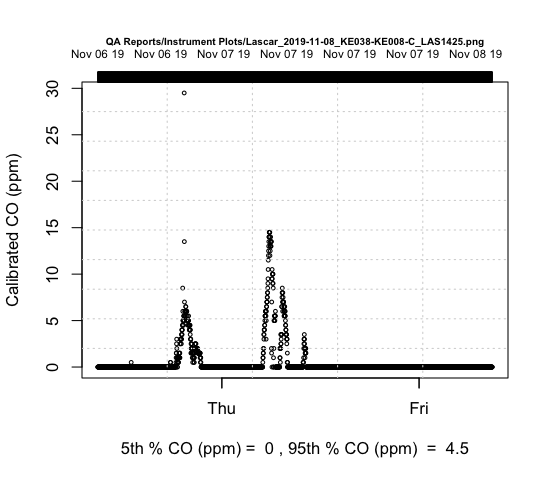 QA Reports/Instrument Plots/Lascar_2019-11-08_KE038-KE008-C_LAS1425.png
Nov 06 19 Nov 06 19 Nov 07 19 Nov 07 19 Nov 07 19 Nov 07 19 Nov 08 19
30
25
20
15
10
5
0
Calibrated CO (ppm)
Thu Fri
5th % CO (ppm) = 0 , 95th % CO (ppm) = 4.5